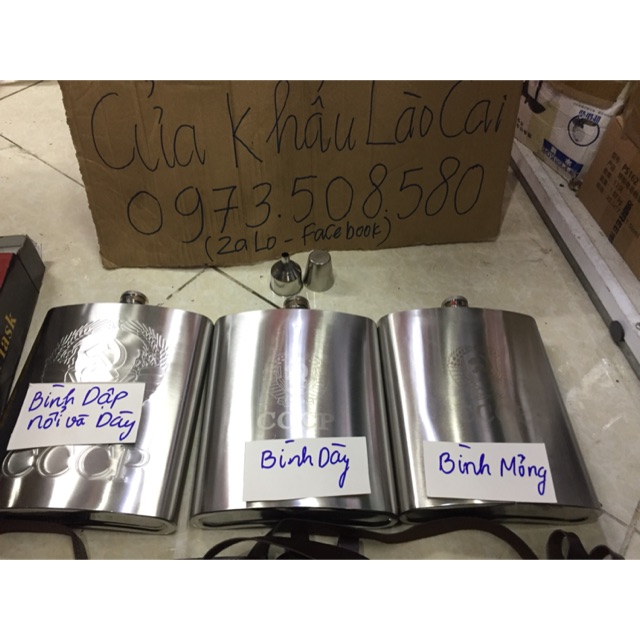 Cửa Khẩu Lào Cai
0973.508.580
(Zalo - Facebook)
Bình Dập
nổi và Dày
CCCP
CCCP
Bình Dày
Bình Mỏng